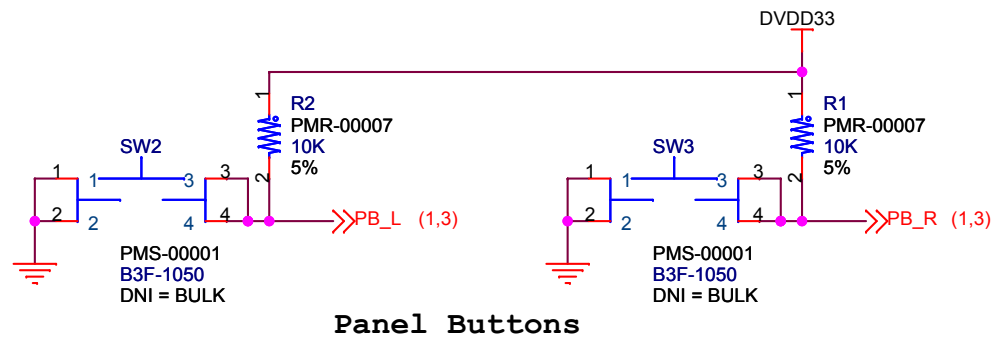 DVDD33
1
R2
PMR-00007
10K
5%
2
1
R1
PMR-00007
10K
5%
2
SW2
1
1
3
3
2
2
4
4
PB_L (1,3)
PMS-00001
B3F-1050
DNI = BULK
SW3
1
1
3
3
2
2
4
4
PB_R (1,3)
PMS-00001
B3F-1050
DNI = BULK
Panel Buttons